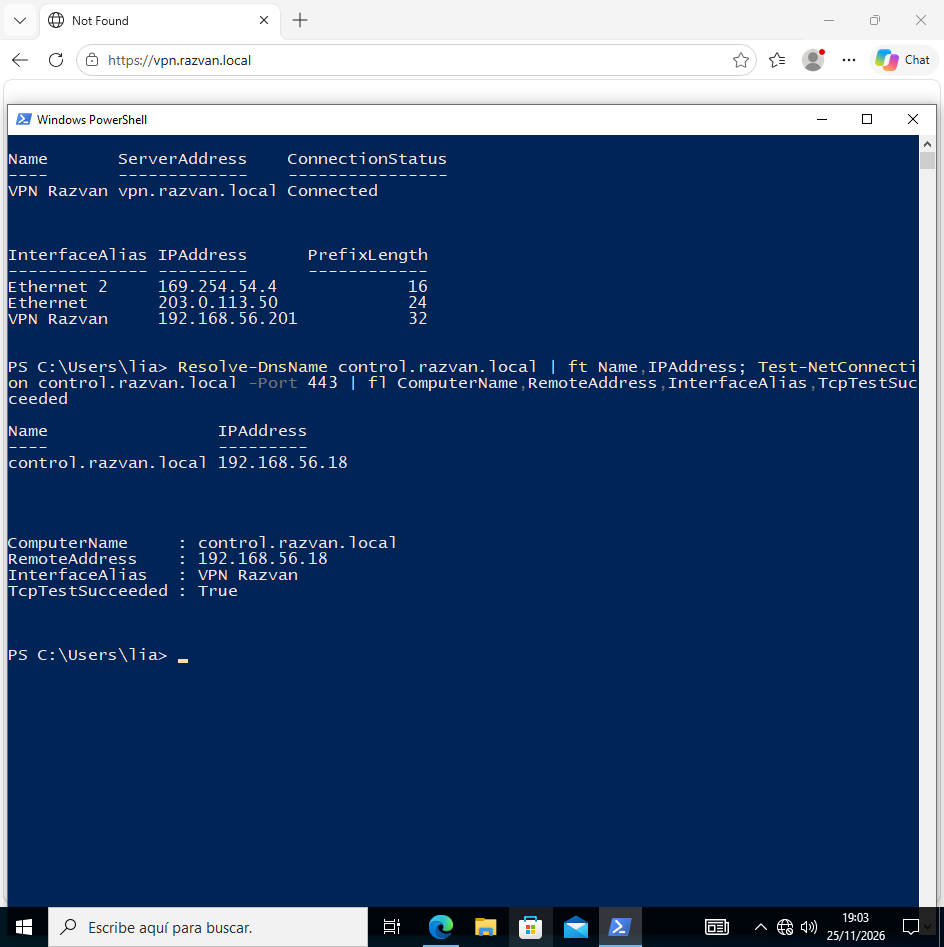 Not Found
https://vpn.razvan.local
Chat
Windows PowerShell
Name       ServerAddress    ConnectionStatus
----       -------------    ----------------
VPN Razvan vpn.razvan.local Connected
InterfaceAlias IPAddress      PrefixLength
-------------- ---------      ------------
Ethernet 2     169.254.54.4             16
Ethernet       203.0.113.50             24
VPN Razvan     192.168.56.201           32
PS C:\Users\lia> Resolve-DnsName control.razvan.local | ft Name,IPAddress; Test-NetConnecti
on control.razvan.local -Port 443 | fl ComputerName,RemoteAddress,InterfaceAlias,TcpTestSuc
ceeded
Name                 IPAddress
----                 ---------
control.razvan.local 192.168.56.18
ComputerName     : control.razvan.local
RemoteAddress    : 192.168.56.18
InterfaceAlias   : VPN Razvan
TcpTestSucceeded : True
PS C:\Users\lia>
Escribe aquí para buscar.
19:03
25/11/2026